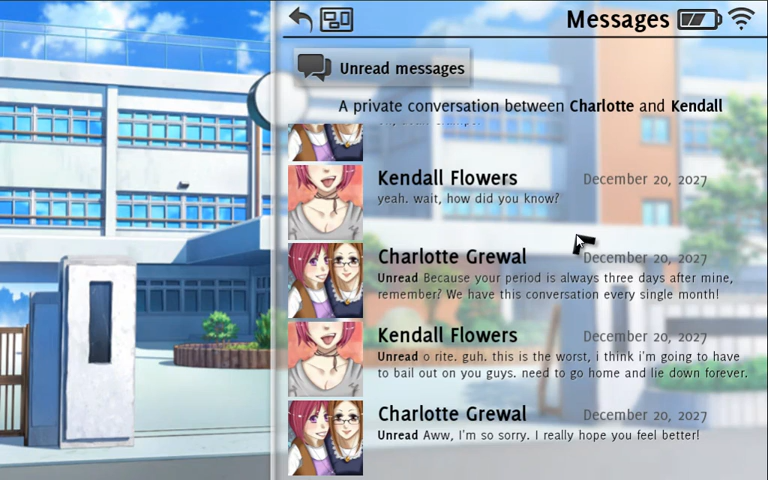 Messages
Unread messages
A private conversation between Charlotte and Kendall
Kendall Flowers December 20, 2027
yeah. wait, how did you know?
Charlotte Grewal December 20, 2027
Unread Because your period is always three days after mine,
remember? We have this conversation every single month!
Kendall Flowers December 20, 2027
Unread o rite. guh. this is the worst, i think i'm going to have
to bail out on you guys. need to go home and lie down forever.
Charlotte Grewal December 20, 2027
Unread Aww, I'm so sorry. I really hope you feel better!